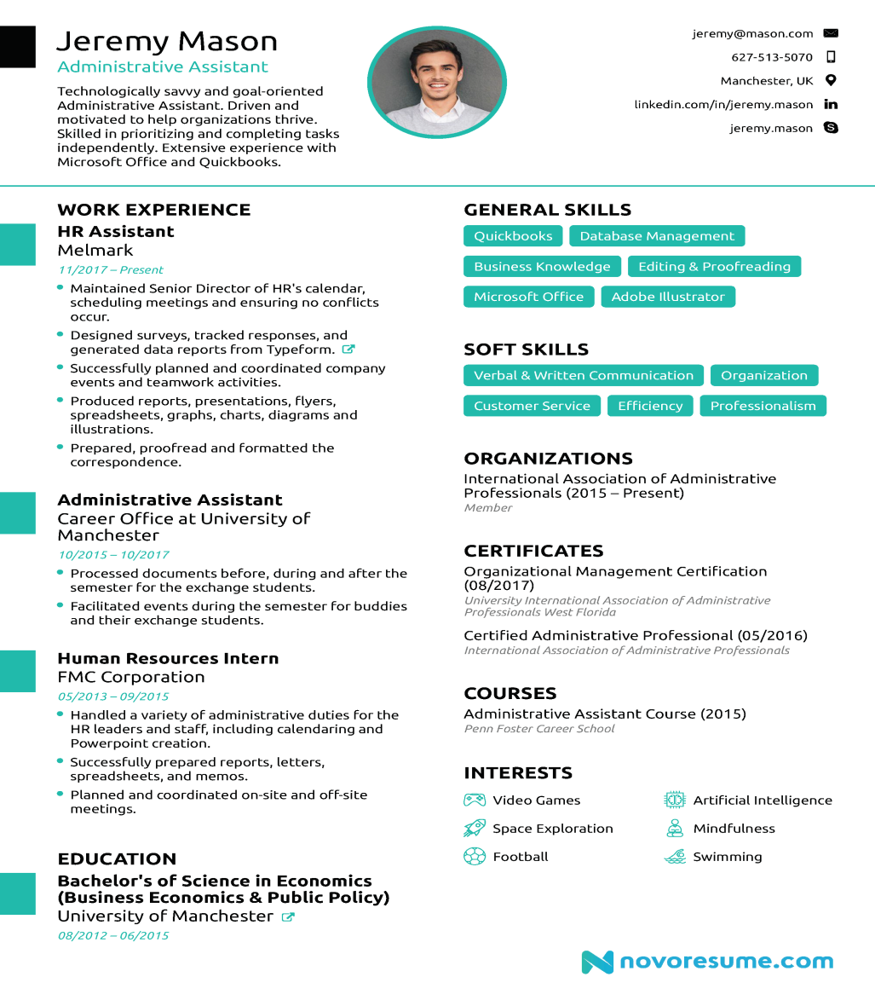 Jeremy Mason
Administrative Assistant
Technologically savvy and goal-oriented
Administrative Assistant. Driven and
motivated to help organizations thrive.
Skilled in prioritizing and completing tasks
independently. Extensive experience with
Microsoft Office and Quickbooks.
jeremy@mason.com
627-513-5070
Manchester, UK
linkedin.com/in/jeremy.mason
in
jeremy.mason
S
WORK EXPERIENCE
HR Assistant
Melmark
11/2017 – Present
Maintained Senior Director of HR's calendar,
scheduling meetings and ensuring no conflicts
occur.
Designed surveys, tracked responses, and
generated data reports from Typeform.
Successfully planned and coordinated company
events and teamwork activities.
Produced reports, presentations, flyers,
spreadsheets, graphs, charts, diagrams and
illustrations.
Prepared, proofread and formatted the
correspondence.
Administrative Assistant
Career Office at University of
Manchester
10/2015 – 10/2017
Processed documents before, during and after the
semester for the exchange students.
Facilitated events during the semester for buddies
and their exchange students.
Human Resources Intern
FMC Corporation
05/2013 – 09/2015
Handled a variety of administrative duties for the
HR leaders and staff, including calendaring and
Powerpoint creation.
Successfully prepared reports, letters,
spreadsheets, and memos.
Planned and coordinated on-site and off-site
meetings.
EDUCATION
Bachelor's of Science in Economics
(Business Economics & Public Policy)
University of Manchester
08/2012 – 06/2015
GENERAL SKILLS
Quickbooks Database Management
Business Knowledge Editing & Proofreading
Microsoft Office Adobe Illustrator
SOFT SKILLS
Verbal & Written Communication Organization
Customer Service Efficiency Professionalism
ORGANIZATIONS
International Association of Administrative
Professionals (2015 – Present)
Member
CERTIFICATES
Organizational Management Certification
(08/2017)
University International Association of Administrative
Professionals West Florida
Certified Administrative Professional (05/2016)
International Association of Administrative Professionals
COURSES
Administrative Assistant Course (2015)
Penn Foster Career School
INTERESTS
Video Games Artificial Intelligence
Space Exploration Mindfulness
Football Swimming
novoresume.com